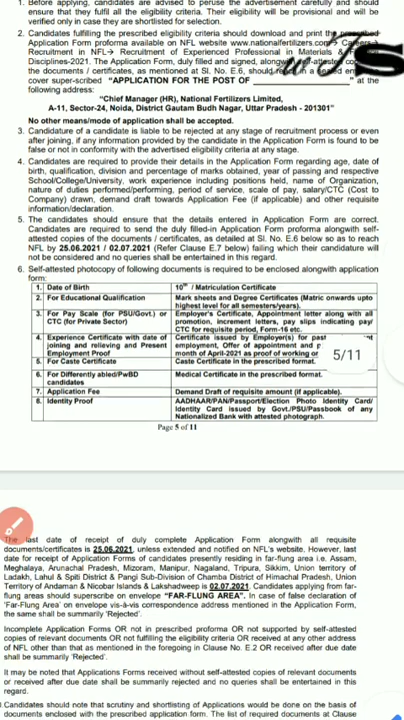 1. Before applying, candidates are advised to peruse the advertisement carefully and should
ensure that they fulfil all the eligibility criteria. Their eligibility will be provisional and will be
verified only in case they are shortlisted for selection.
2. Candidates fulfilling the prescribed eligibility criteria should download and print the prescribed
Application Form proforma available on NFL website www.nationalfertilizers.com → Careers →
Recruitment in NFL→ Recruitment of Experienced Professional in Materials &
Disciplines-2021. The Application Form, duly filled and signed, alongwith self-attested
the documents / certificates, as mentioned at Sl. No. E.6, should reach in a sealed
cover super-scribed "APPLICATION FOR THE POST OF ____________" at the
following address:
"Chief Manager (HR), National Fertilizers Limited,
A-11, Sector-24, Noida, District Gautam Budh Nagar, Uttar Pradesh - 201301"
No other means/mode of application shall be accepted.
3. Candidature of a candidate is liable to be rejected at any stage of recruitment process or even
after joining, if any information provided by the candidate in the Application Form is found to be
false or not in conformity with the advertised eligibility criteria at any stage.
4. Candidates are required to provide their details in the Application Form regarding age, date of
birth, qualification, division and percentage of marks obtained, year of passing and respective
School/College/University, work experience including positions held, name of Organization,
nature of duties performed/performing, period of service, scale of pay, salary/CTC (Cost to
Company) drawn, demand draft towards Application Fee (if applicable) and other requisite
information/declaration.
5. The candidates should ensure that the details entered in Application Form are correct.
Candidates are required to send the duly filled-in Application Form proforma alongwith self-
attested copies of the documents / certificates, as detailed at Sl. No. E.6 below so as to reach
NFL by 25.06.2021 / 02.07.2021 (Refer Clause E.7 below) failing which their candidature will
not be considered and no queries shall be entertained in this regard.
6. Self-attested photocopy of following documents is required to be enclosed alongwith application
form:
1. Date of Birth 10th / Matriculation Certificate
2. For Educational Qualification Mark sheets and Degree Certificates (Matric onwards upto
highest level for all semesters/years).
3. For Pay Scale (for PSU/Govt.) or Employer's Certificate, Appointment letter along with all
CTC (for Private Sector) promotion, increment letters, pay slips indicating pay/
CTC for requisite period, Form-16 etc.
4. Experience Certificate with date of Certificate issued by Employer(s) for past
joining and relieving and Present employment, Offer of appointment and
Employment Proof month of April-2021 as proof of working or
5/11
5. For Caste Certificate Caste Certificate in the prescribed format.
6. For Differently abled/PwBD Medical Certificate in the prescribed format.
candidates
7. Application Fee Demand Draft of requisite amount (if applicable).
8. Identity Proof AADHAAR/PAN/Passport/Election Photo Identity Card/
Identity Card issued by Govt./PSU/Passbook of any
Nationalized Bank with attested photograph.
Page 5 of 11
The last date of receipt of duly complete Application Form alongwith all requisite
documents/certificates is 25.06.2021, unless extended and notified on NFL's website. However, last
date for receipt of Application Forms of candidates presently residing in far-flung area i.e. Assam,
Meghalaya, Arunachal Pradesh, Mizoram, Manipur, Nagaland, Tripura, Sikkim, Union territory of
Ladakh, Lahul & Spiti District & Pangi Sub-Division of Chamba District of Himachal Pradesh, Union
Territory of Andaman & Nicobar Islands & Lakshadweep is 02.07.2021. Candidates applying from far-
flung areas should superscribe on envelope "FAR-FLUNG AREA". In case of false declaration of
'Far-Flung Area' on envelope vis-à-vis correspondence address mentioned in the Application Form,
the same shall be summarily 'Rejected'.
Incomplete Application Forms OR not in prescribed proforma OR not supported by self-attested
copies of relevant documents OR not fulfilling the eligibility criteria OR received at any other address
of NFL other than that as mentioned in the foregoing in Clause No. E.2 OR received after due date
shall be summarily 'Rejected'.
It may be noted that Applications Forms received without self-attested copies of relevant documents
or received after due date shall be summarily rejected and no queries shall be entertained in this
regard.
Candidates should note that scrutiny and shortlisting of Applications would be done on the basis of
documents enclosed with the prescribed application form. The list of required documents at Clause